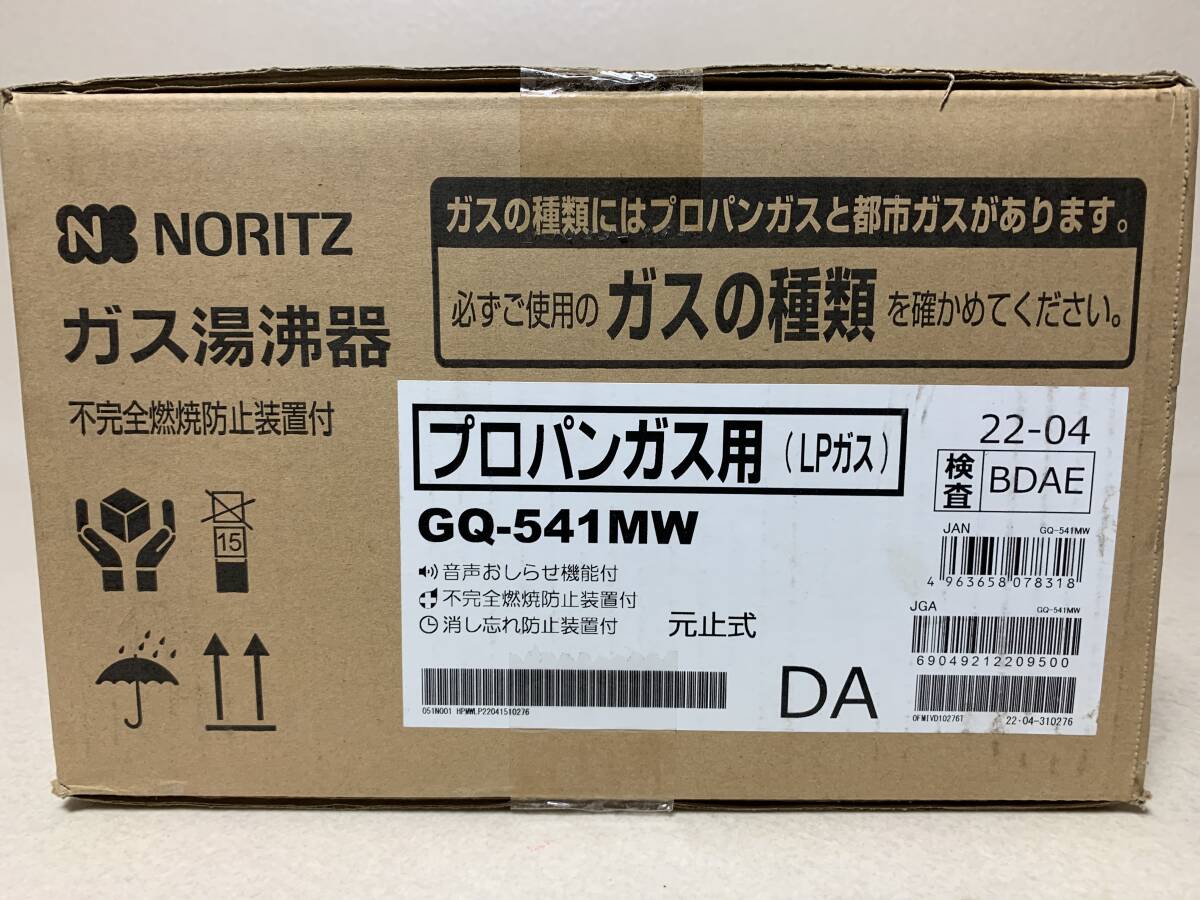 NORITZ
ガス湯沸器
不完全燃焼防止装置付
15
ガスの種類にはプロパンガスと都市ガスがあります。
必ずご使用の ガスの種類 を確かめてください。
プロパンガス用（LPガス）
GQ-541MW
音声おしらせ機能付
不完全燃焼防止装置付
消し忘れ防止装置付
元止式
22-04
検査 BDAE
JAN GQ-541MW
4 963658 078318
JGA GQ-541MW
69049212209500
DA
051N001 HPMWLP22041510276
0FMIVD10276T 22-04-310276